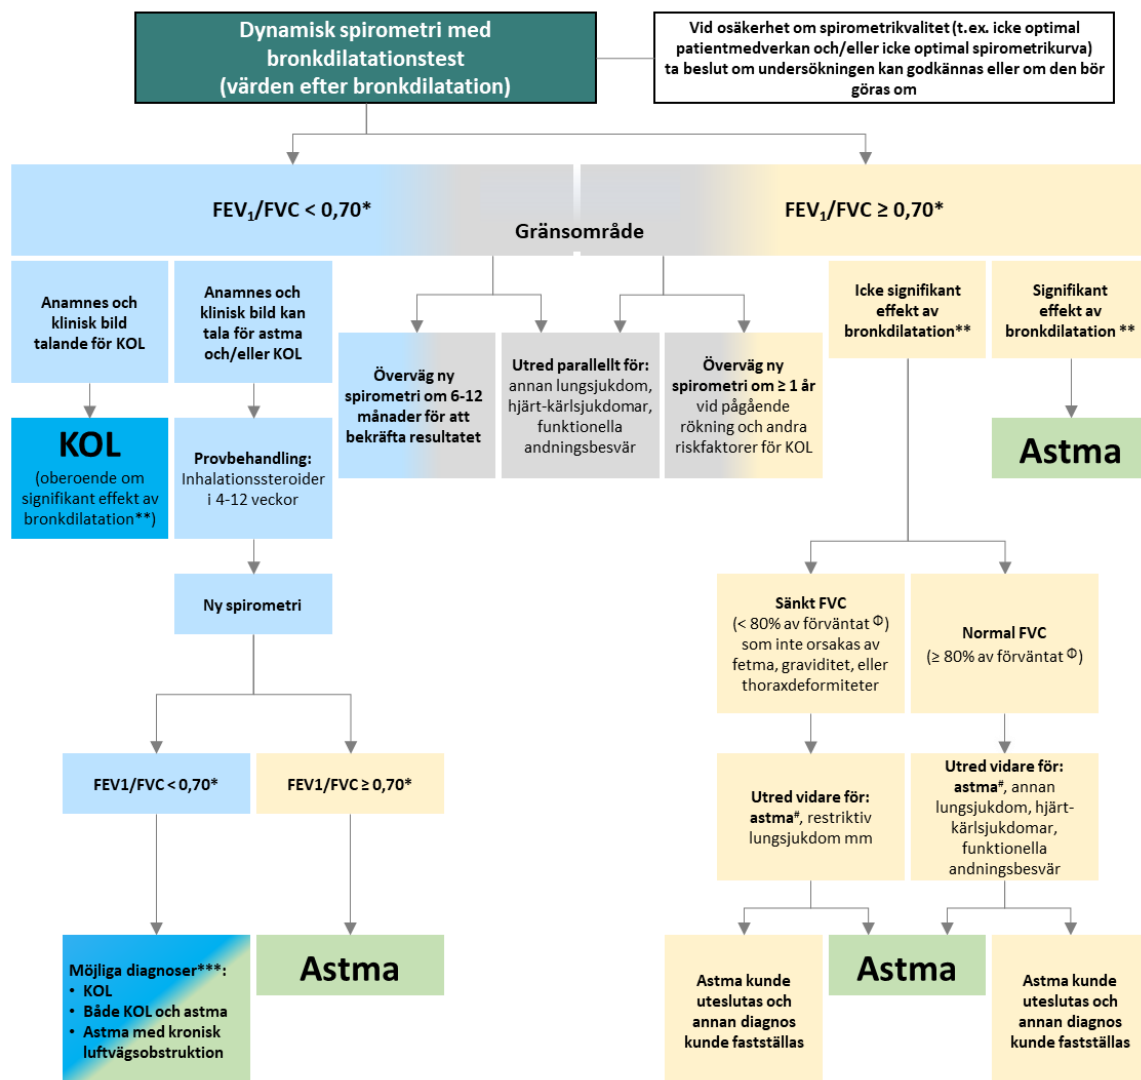 Dynamisk spirometri med
bronkdilatationstest
(värden efter bronkdilatation)
Vid osäkerhet om spirometrikvalitet (t.ex. icke optimal
patientmedverkan och/eller icke optimal spirometrikurva)
ta beslut om undersökningen kan godkännas eller om den bör
göras om
FEV₁/FVC < 0,70*
FEV₁/FVC ≥ 0,70*
Gränsområde
Anamnes och
klinisk bild
talande för KOL
Anamnes och
klinisk bild kan
tala för astma
och/eller KOL
Överväg ny
spirometri om 6-12
månader för att
bekräfta resultatet
Utred parallellt för:
annan lungsjukdom,
hjärt-kärlsjukdomar,
funktionella
andningsbesvär
Överväg ny
spirometri om ≥ 1 år
vid pågående
rökning och andra
riskfaktorer för KOL
Icke signifikant
effekt av
bronkdilatation**
Signifikant
effekt av
bronkdilatation **
KOL
(oberoende om
signifikant effekt av
bronkdilatation**)
Provbehandling:
Inhalationssteroider
i 4-12 veckor
Astma
Ny spirometri
Sänkt FVC
(< 80% av förväntat Φ)
som inte orsakas av
fetma, graviditet, eller
thoraxdeformiteter
Normal FVC
(≥ 80% av förväntat Φ)
FEV1/FVC < 0,70*
FEV1/FVC ≥ 0,70*
Utred vidare för:
astma#, restriktiv
lungsjukdom mm
Utred vidare för:
astma#, annan
lungsjukdom, hjärt-
kärlsjukdomar,
funktionella
andningsbesvär
Möjliga diagnoser***:
• KOL
• Både KOL och astma
• Astma med kronisk
luftvägsobstruktion
Astma
Astma kunde
uteslutas och
annan diagnos
kunde fastställas
Astma
Astma kunde
uteslutas och
annan diagnos
kunde fastställas